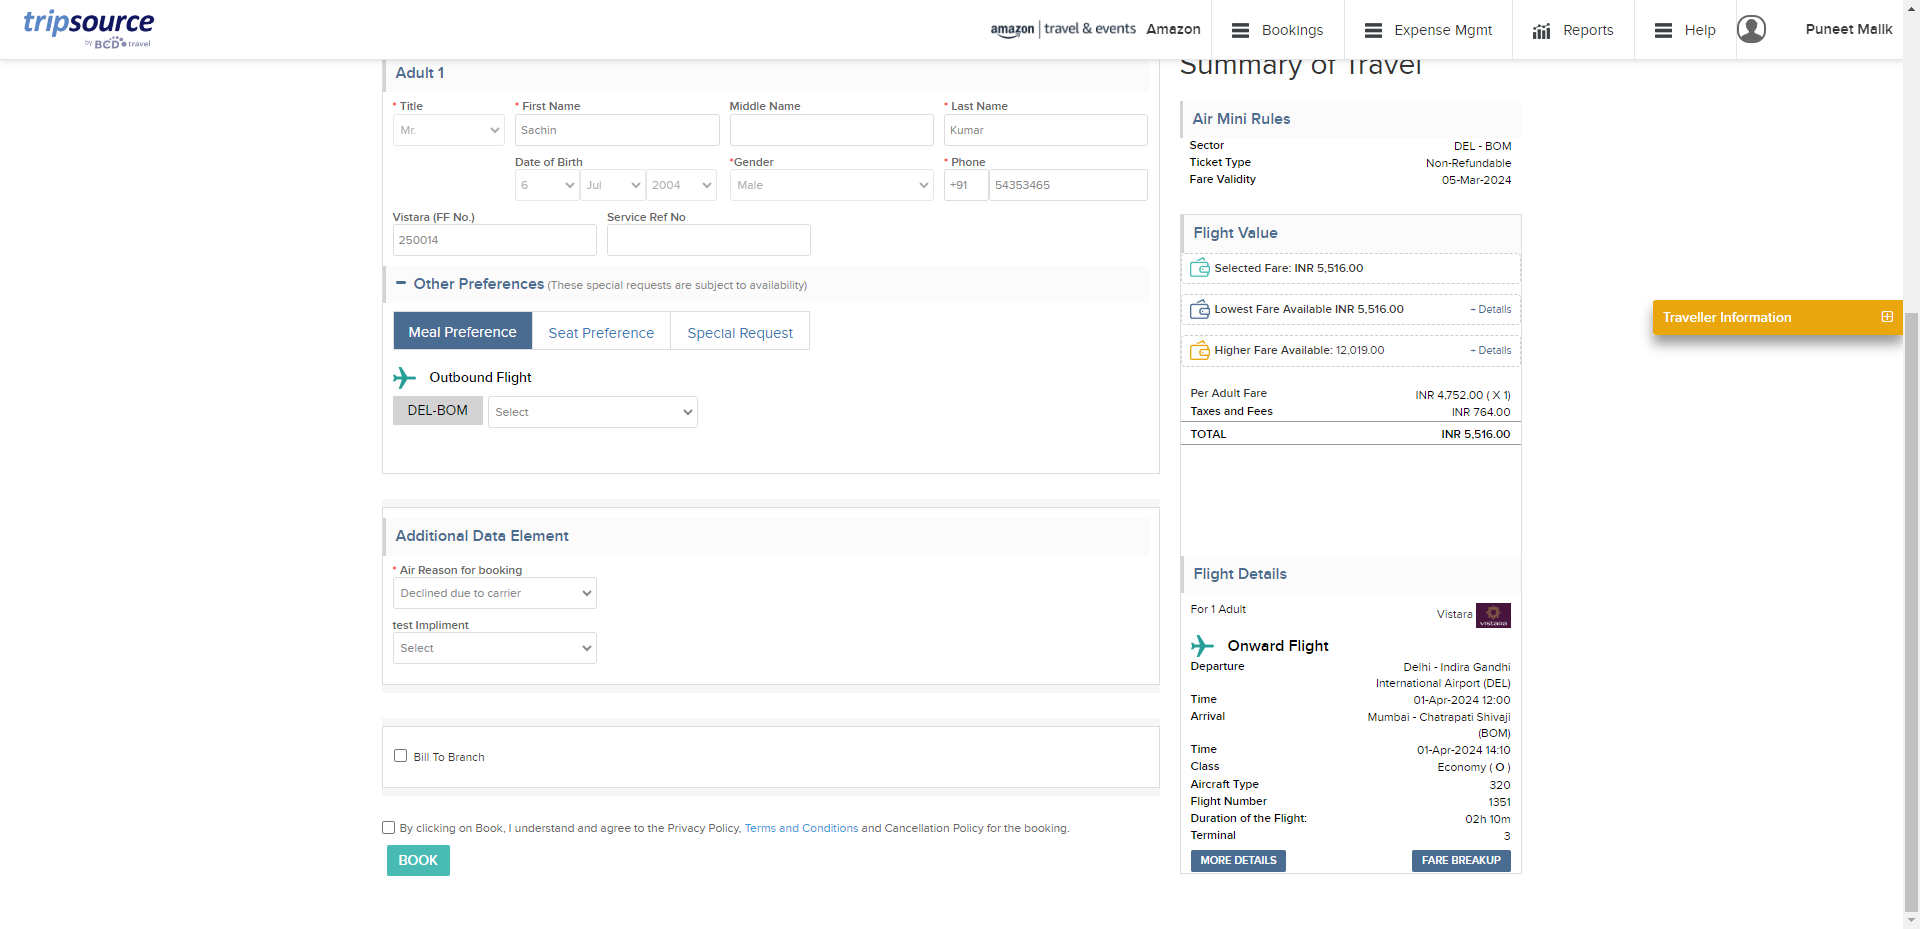 tripsource
by BCD travel
amazon travel & events Amazon
Bookings
Expense Mgmt
Reports
Help
Puneet Malik
Adult 1
* Title
* First Name
Middle Name
* Last Name
Mr.
Sachin
Kumar
Date of Birth
*Gender
* Phone
6
Jul
2004
Male
+91
54353465
Vistara (FF No.)
Service Ref No
250014
Other Preferences (These special requests are subject to availability)
Meal Preference
Seat Preference
Special Request
Outbound Flight
DEL-BOM
Select
Additional Data Element
* Air Reason for booking
Declined due to carrier
test Impliment
Select
Bill To Branch
By clicking on Book, I understand and agree to the Privacy Policy, Terms and Conditions and Cancellation Policy for the booking.
BOOK
Summary of Travel
Air Mini Rules
Sector DEL - BOM
Ticket Type Non-Refundable
Fare Validity 05-Mar-2024
Flight Value
Selected Fare: INR 5,516.00
Lowest Fare Available INR 5,516.00 + Details
Higher Fare Available: 12,019.00 + Details
Per Adult Fare INR 4,752.00 ( X 1)
Taxes and Fees INR 764.00
TOTAL INR 5,516.00
Flight Details
For 1 Adult Vistara
VISTARA
Onward Flight
Departure Delhi - Indira Gandhi
International Airport (DEL)
Time 01-Apr-2024 12:00
Arrival Mumbai - Chatrapati Shivaji
(BOM)
Time 01-Apr-2024 14:10
Class Economy ( O )
Aircraft Type 320
Flight Number 1351
Duration of the Flight: 02h 10m
Terminal 3
MORE DETAILS
FARE BREAKUP
Traveller Information